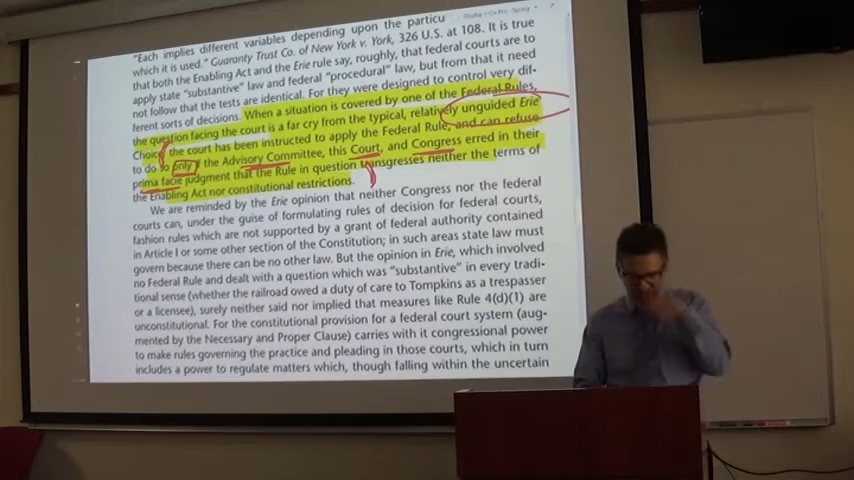 Display • Civ Pro - Spring
"Each implies different variables depending upon the particu
which it is used." Guaranty Trust Co. of New York v. York, 326 U.S. at 108. It is true
that both the Enabling Act and the Erie rule say, roughly, that federal courts are to
apply state "substantive" law and federal "procedural" law, but from that it need
not follow that the tests are identical. For they were designed to control very dif-
ferent sorts of decisions. When a situation is covered by one of the Federal Rules,
the question facing the court is a far cry from the typical, relatively unguided Erie
Choice: the court has been instructed to apply the Federal Rule, and can refuse
to do so only if the Advisory Committee, this Court, and Congress erred in their
prima facie judgment that the Rule in question transgresses neither the terms of
the Enabling Act nor constitutional restrictions.
We are reminded by the Erie opinion that neither Congress nor the federal
courts can, under the guise of formulating rules of decision for federal courts,
fashion rules which are not supported by a grant of federal authority contained
in Article I or some other section of the Constitution; in such areas state law must
govern because there can be no other law. But the opinion in Erie, which involved
no Federal Rule and dealt with a question which was "substantive" in every tradi-
tional sense (whether the railroad owed a duty of care to Tompkins as a trespasser
or a licensee), surely neither said nor implied that measures like Rule 4(d)(1) are
unconstitutional. For the constitutional provision for a federal court system (aug-
mented by the Necessary and Proper Clause) carries with it congressional power
to make rules governing the practice and pleading in those courts, which in turn
includes a power to regulate matters which, though falling within the uncertain